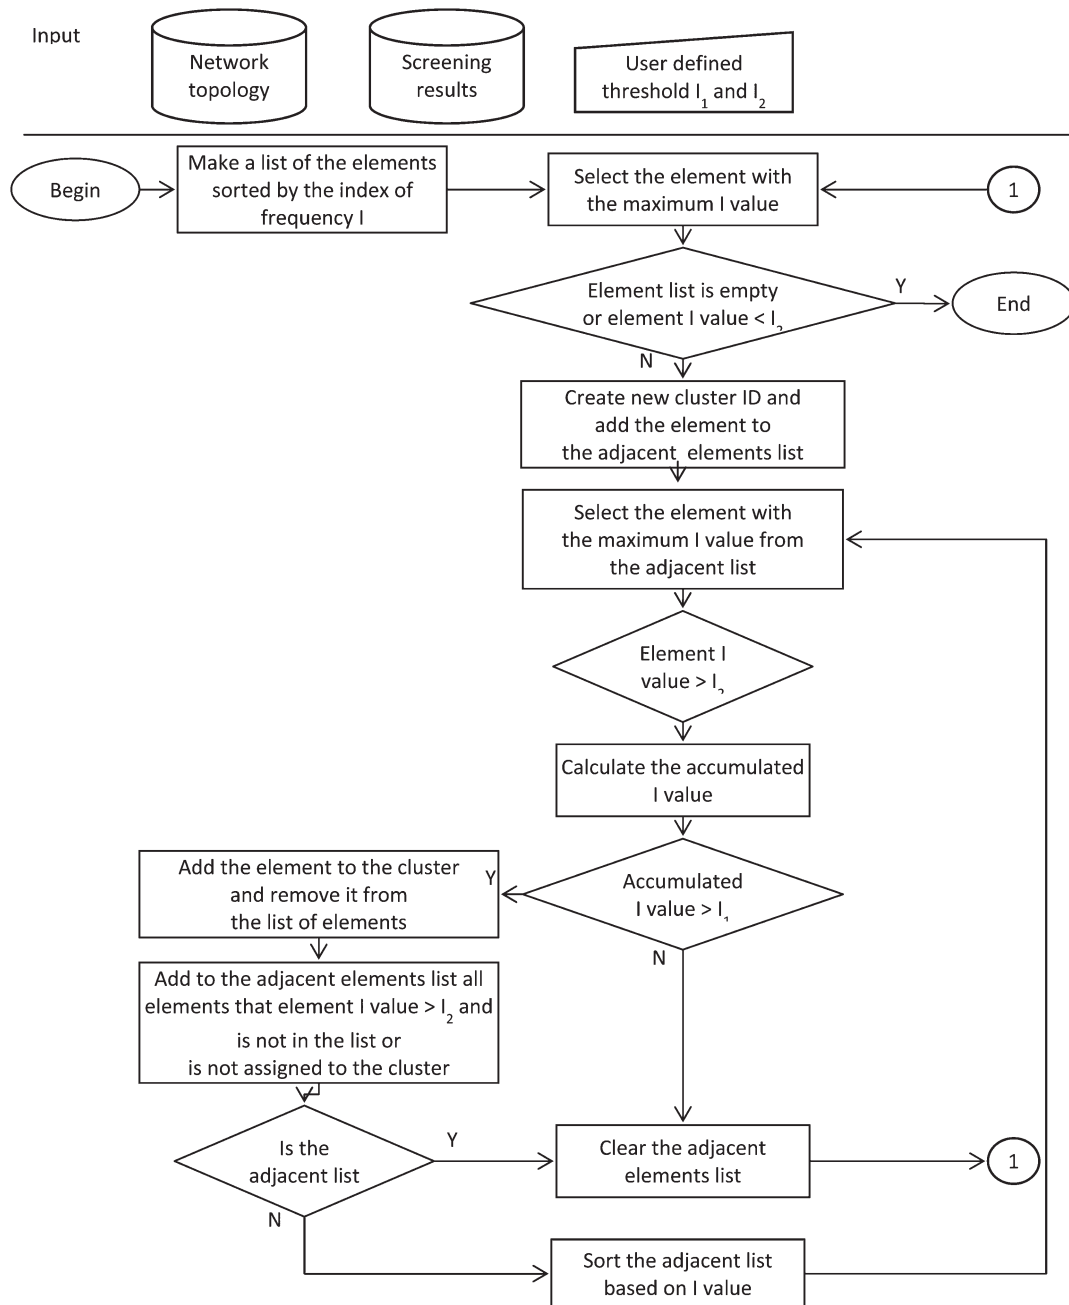 Input
Network
topology
Screening
results
User defined
threshold I₁ and I₂
Begin
Make a list of the elements
sorted by the index of
frequency I
Select the element with
the maximum I value
1
Element list is empty
or element I value < I₂
Y
End
N
Create new cluster ID and
add the element to
the adjacent elements list
Select the element with
the maximum I value from
the adjacent list
Element I
value > I₂
Calculate the accumulated
I value
Accumulated
I value > I₁
Y
N
Add the element to the cluster
and remove it from
the list of elements
Add to the adjacent elements list all
elements that element I value > I₂ and
is not in the list or
is not assigned to the cluster
Is the
adjacent list
Y
N
Clear the adjacent
elements list
1
Sort the adjacent list
based on I value